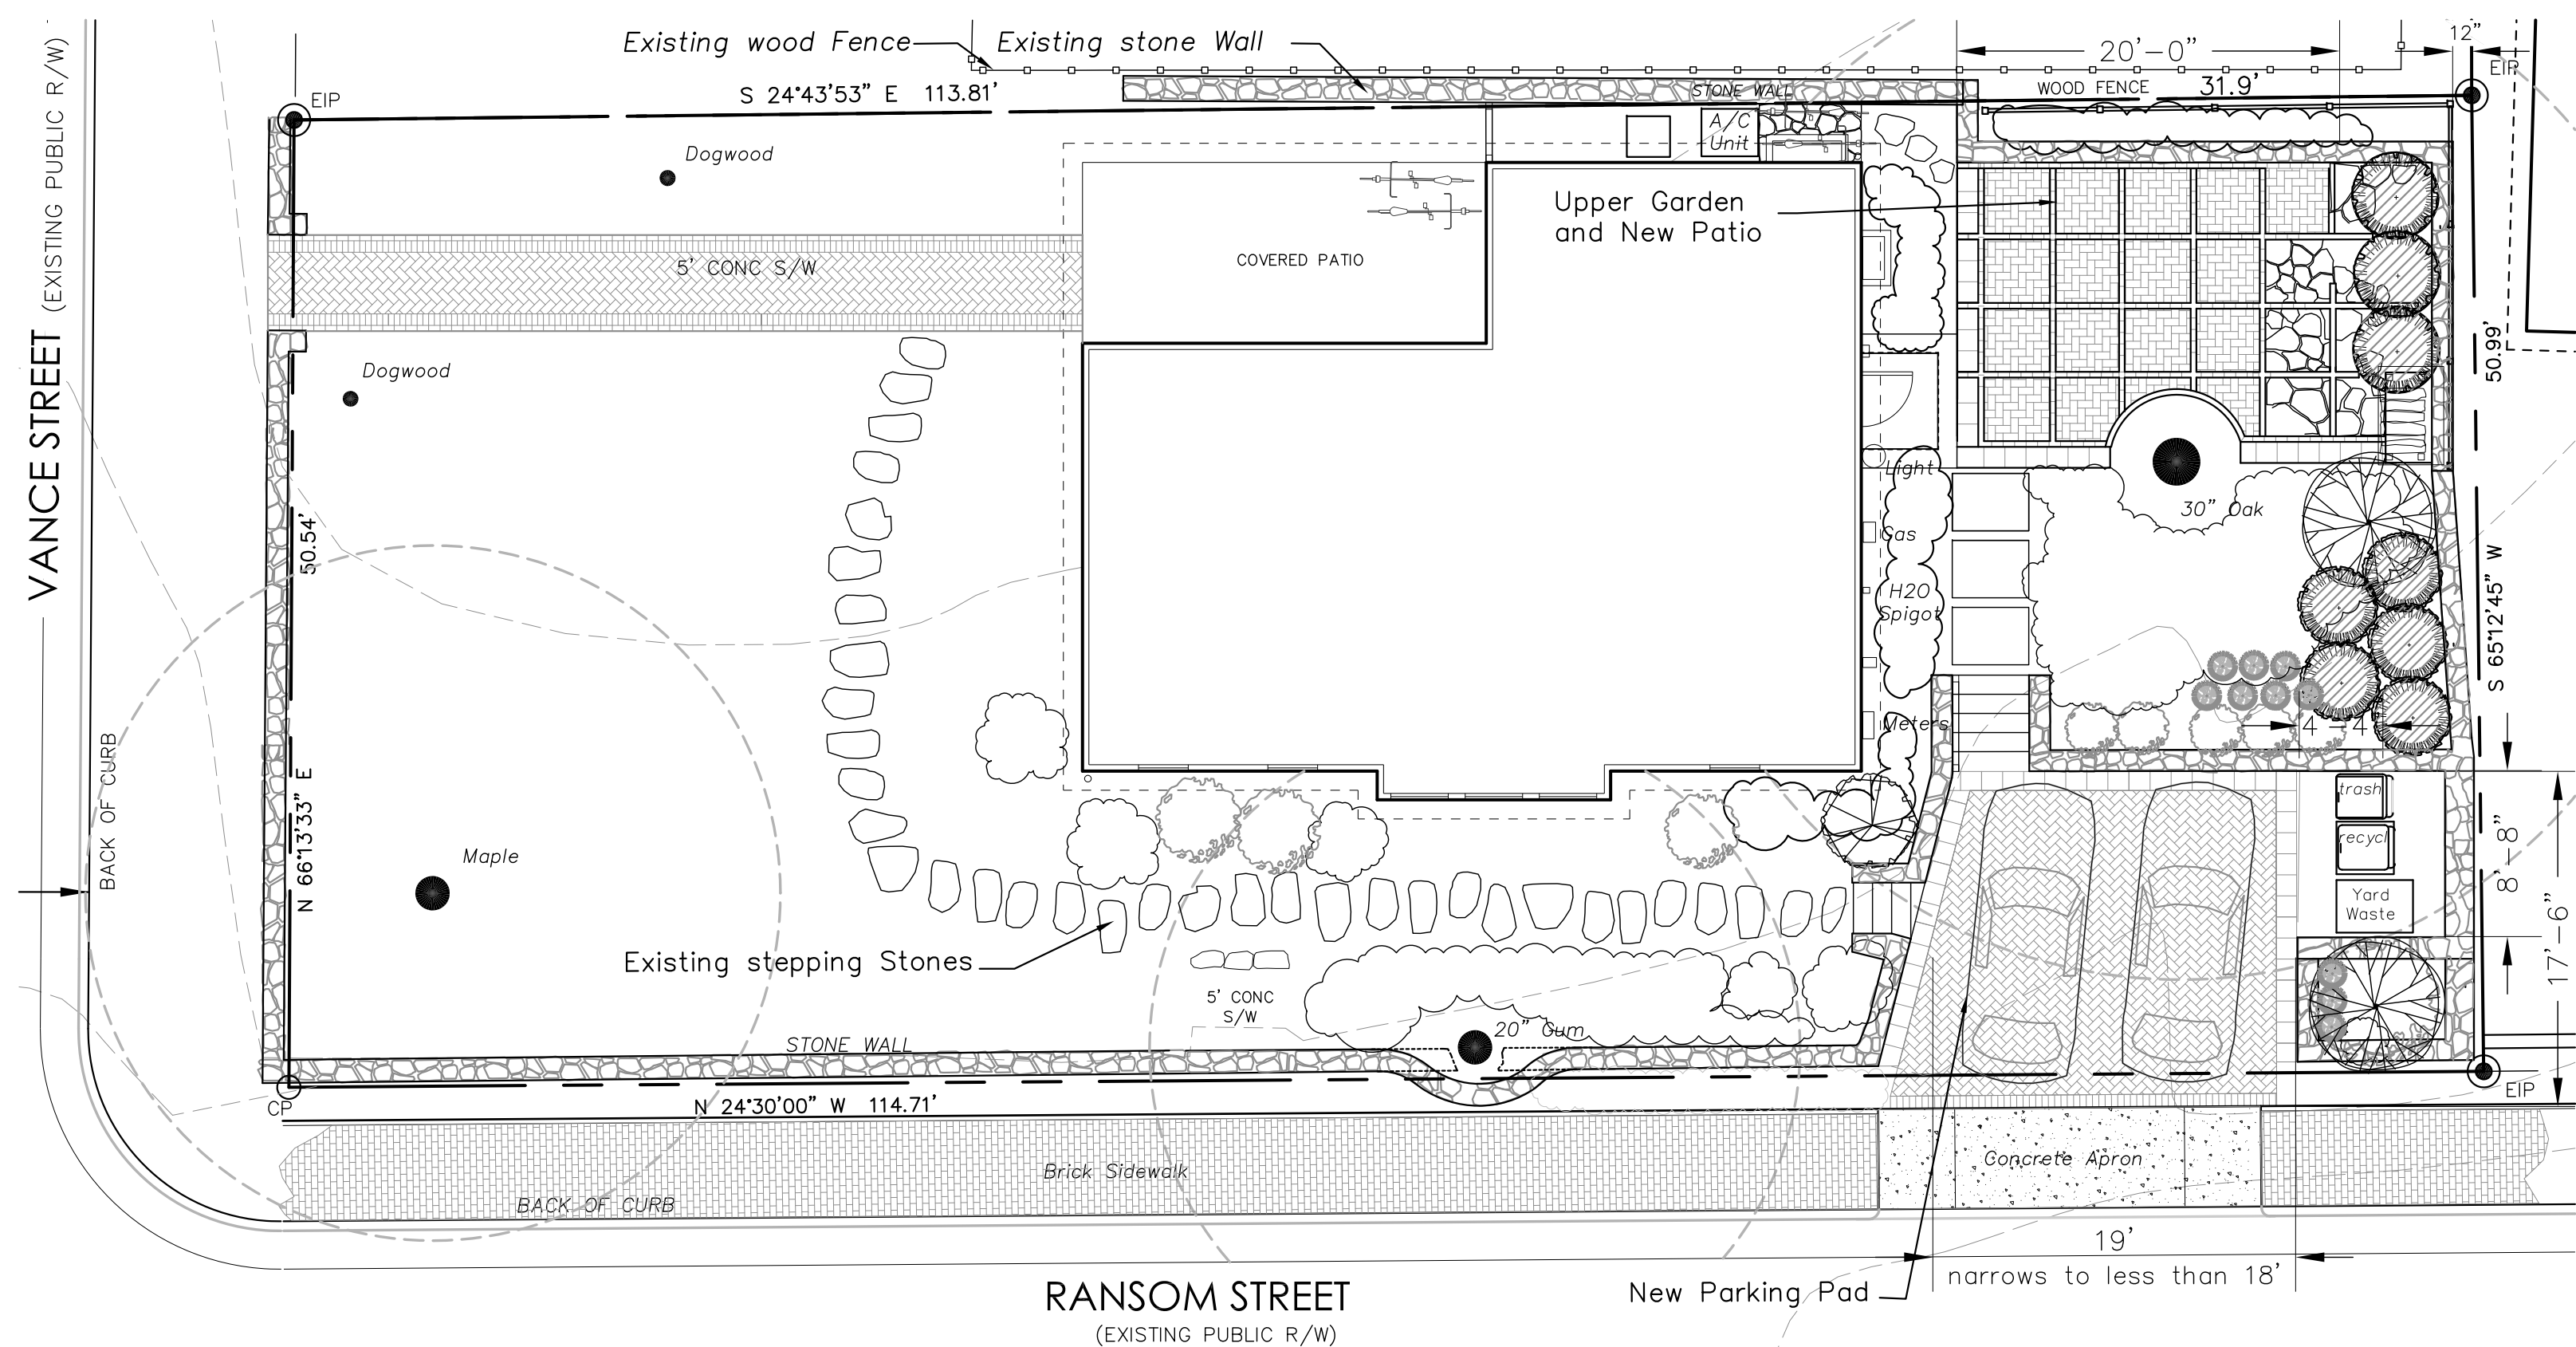 Existing wood Fence
Existing stone Wall
20'-0"
12"
EIP
S 24°43'53" E 113.81'
STONE WALL
WOOD FENCE
31.9'
EIP
A/C
Unit
Dogwood
Upper Garden
and New Patio
COVERED PATIO
5' CONC S/W
Dogwood
VANCE STREET
(EXISTING PUBLIC R/W)
BACK OF CURB
50.54'
N 66°13'33" E
50.99'
S 65°12'45" W
Light
30" Oak
Gas
H2O
Spigot
Meters
4'-4"
trash
recycl
Yard
Waste
8'-8"
17'-6"
Maple
Existing stepping Stones
5' CONC
S/W
20" Gum
STONE WALL
CP
N 24°30'00" W 114.71'
EIP
Brick Sidewalk
Concrete Apron
BACK OF CURB
19'
narrows to less than 18'
New Parking Pad
RANSOM STREET
(EXISTING PUBLIC R/W)